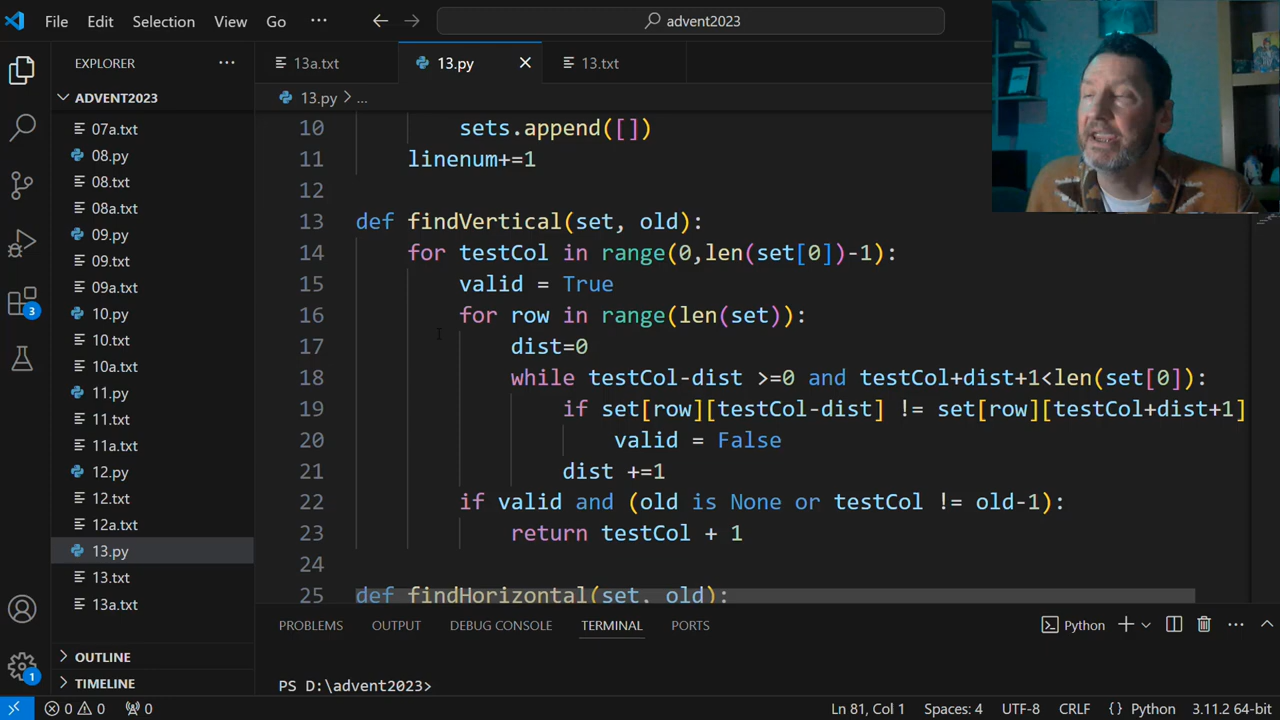 File Edit Selection View Go ··· advent2023
EXPLORER ···
13a.txt 13.py 13.txt
ADVENT2023
13.py > ...
07a.txt
08.py
08.txt
08a.txt
09.py
09.txt
09a.txt
10.py
10.txt
10a.txt
11.py
11.txt
11a.txt
12.py
12.txt
12a.txt
13.py
13.txt
13a.txt
OUTLINE
TIMELINE
3
1
10 sets.append([])
11 linenum+=1
12
13 def findVertical(set, old):
14 for testCol in range(0,len(set[0])-1):
15 valid = True
16 for row in range(len(set)):
17 dist=0
18 while testCol-dist >=0 and testCol+dist+1<len(set[0]):
19 if set[row][testCol-dist] != set[row][testCol+dist+1]
20 valid = False
21 dist +=1
22 if valid and (old is None or testCol != old-1):
23 return testCol + 1
24
25 def findHorizontal(set, old):
PROBLEMS OUTPUT DEBUG CONSOLE TERMINAL PORTS Python ···
PS D:\advent2023>
0 0 0 Ln 81, Col 1 Spaces: 4 UTF-8 CRLF {} Python 3.11.2 64-bit